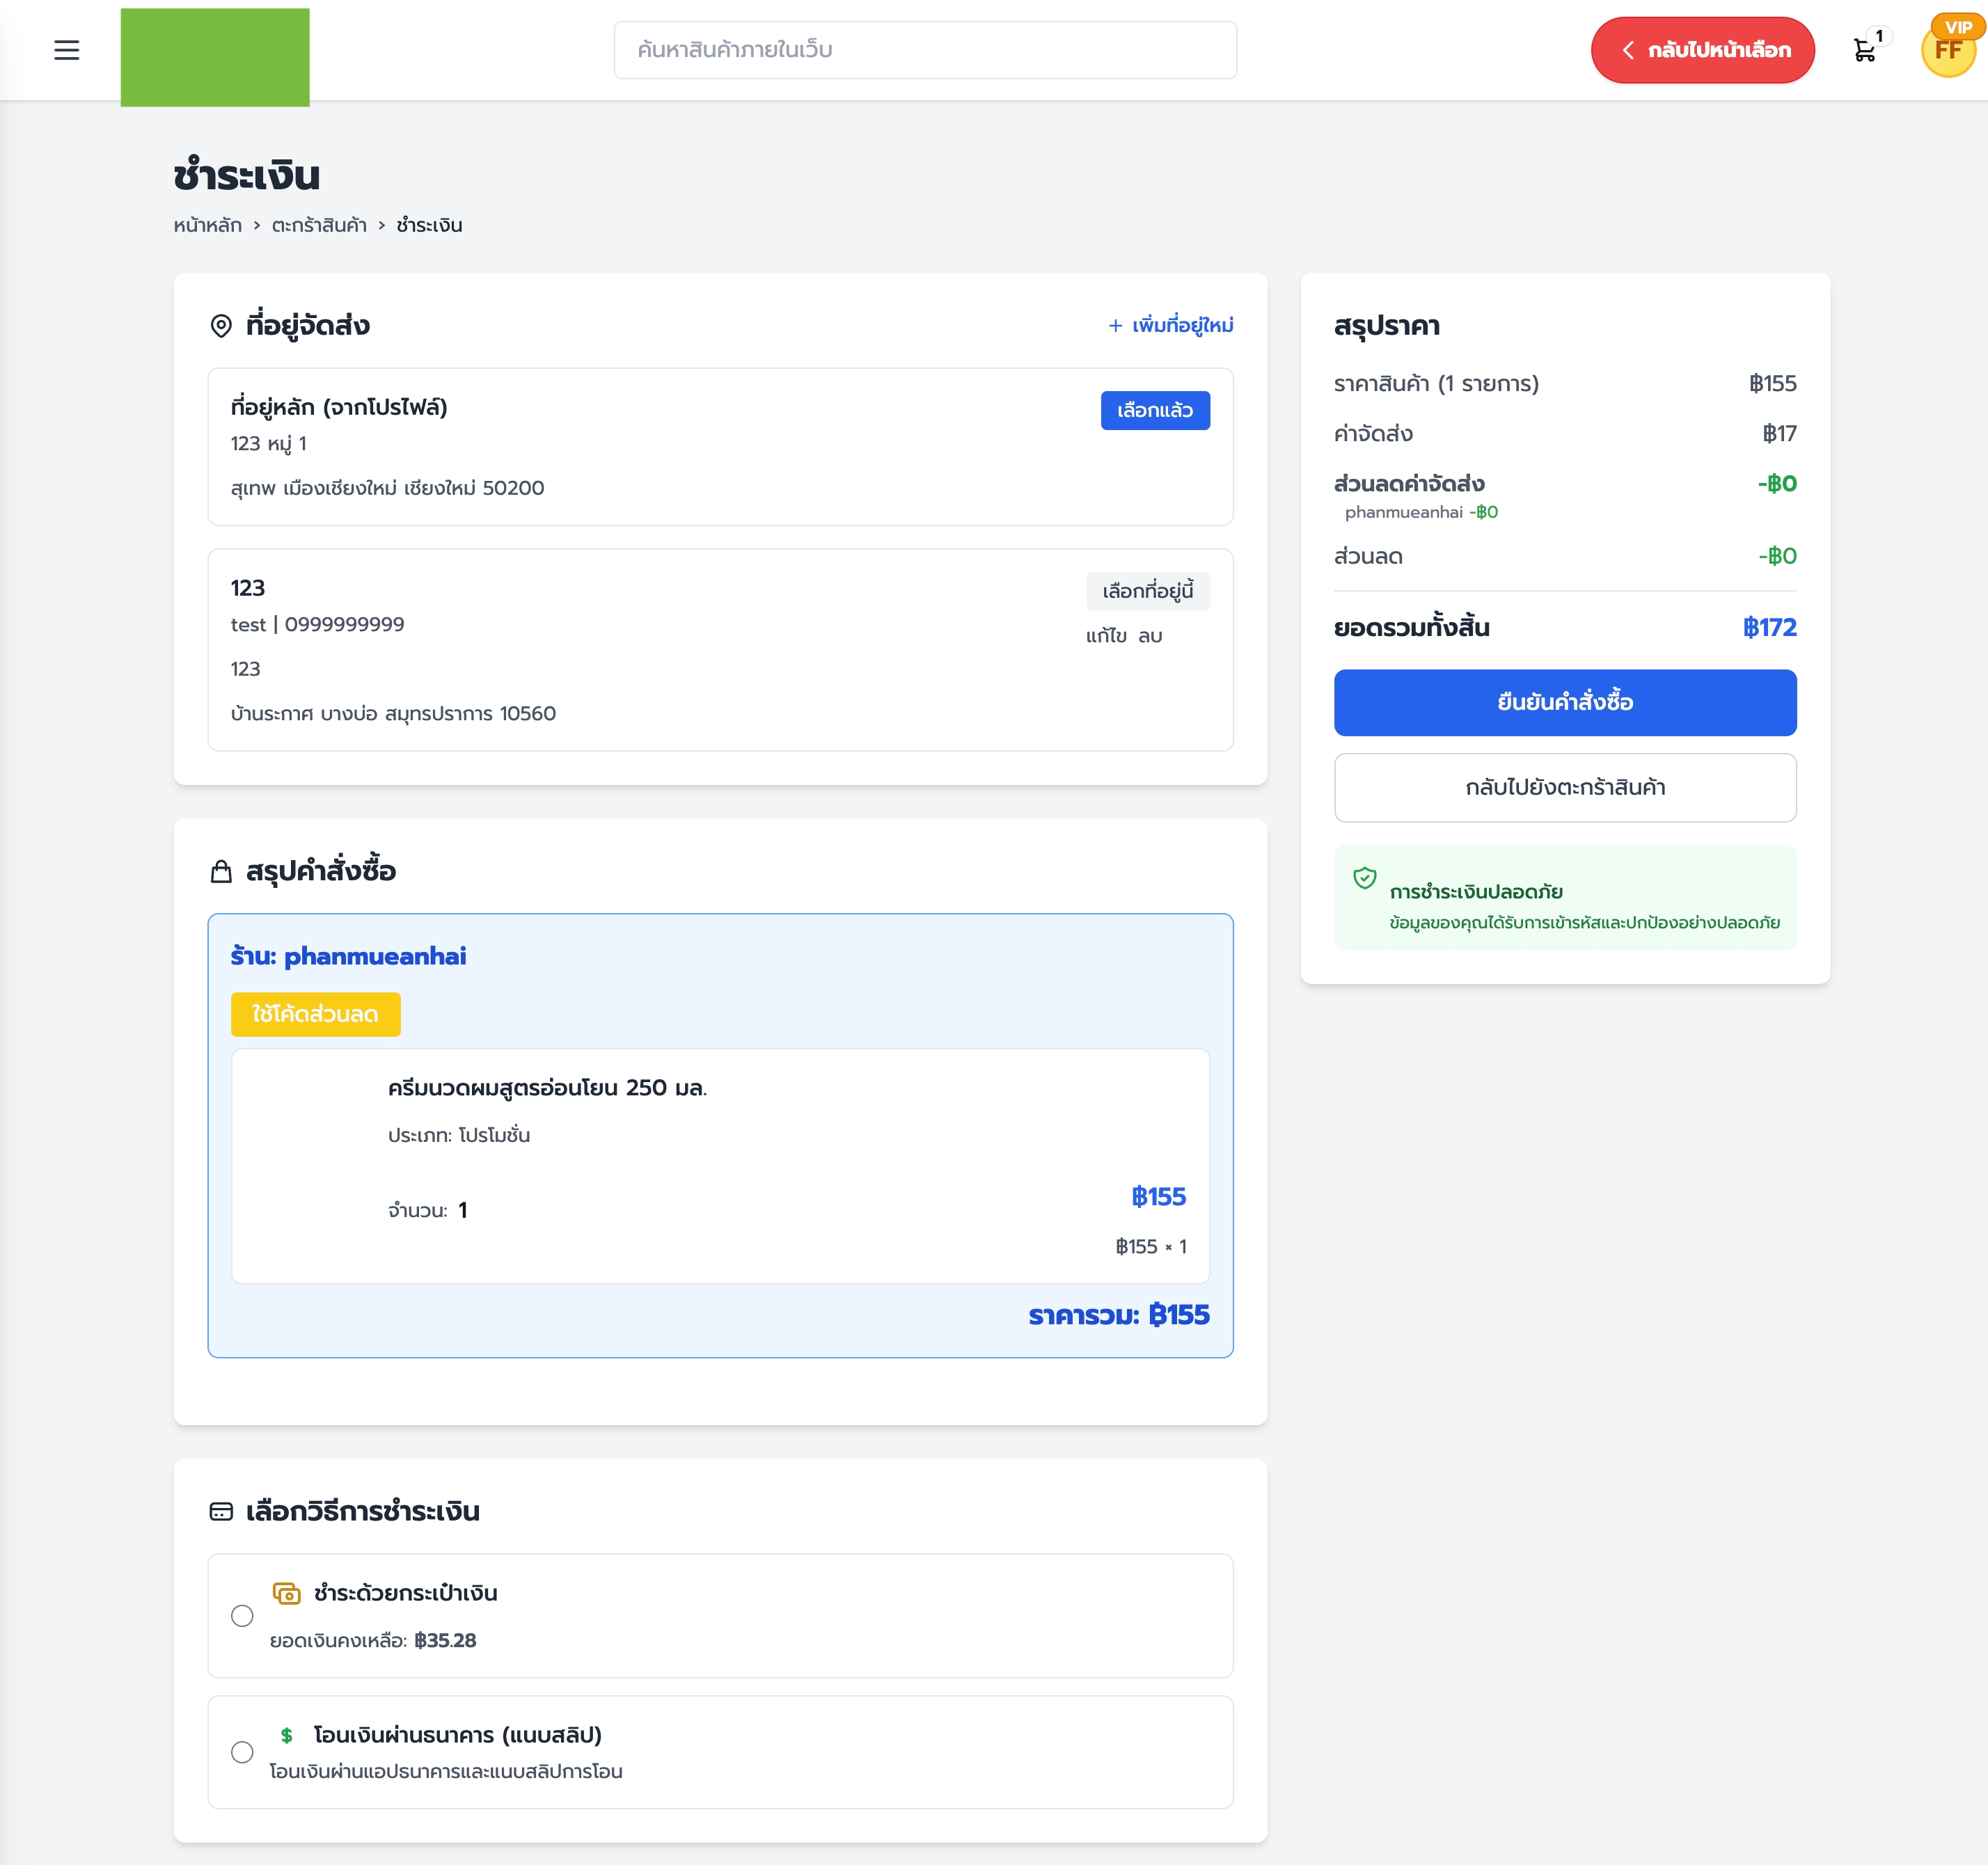 ค้นหาสินค้าภายในเว็บ
กลับไปหน้าเลือก
1
VIP
FF
ชำระเงิน
หน้าหลัก › ตะกร้าสินค้า › ชำระเงิน
ที่อยู่จัดส่ง
+ เพิ่มที่อยู่ใหม่
ที่อยู่หลัก (จากโปรไฟล์)
เลือกแล้ว
123 หมู่ 1
สุเทพ เมืองเชียงใหม่ เชียงใหม่ 50200
123
เลือกที่อยู่นี้
test | 0999999999
แก้ไข ลบ
123
บ้านระกาศ บางบ่อ สมุทรปราการ 10560
สรุปคำสั่งซื้อ
ร้าน: phanmueanhai
ใช้โค้ดส่วนลด
ครีมนวดผมสูตรอ่อนโยน 250 มล.
ประเภท: โปรโมชั่น
จำนวน: 1
฿155
฿155 × 1
ราคารวม: ฿155
เลือกวิธีการชำระเงิน
ชำระด้วยกระเป๋าเงิน
ยอดเงินคงเหลือ: ฿35.28
$ โอนเงินผ่านธนาคาร (แนบสลิป)
โอนเงินผ่านแอปธนาคารและแนบสลิปการโอน
สรุปราคา
ราคาสินค้า (1 รายการ) ฿155
ค่าจัดส่ง ฿17
ส่วนลดค่าจัดส่ง -฿0
phanmueanhai -฿0
ส่วนลด -฿0
ยอดรวมทั้งสิ้น ฿172
ยืนยันคำสั่งซื้อ
กลับไปยังตะกร้าสินค้า
การชำระเงินปลอดภัย
ข้อมูลของคุณได้รับการเข้ารหัสและปกป้องอย่างปลอดภัย